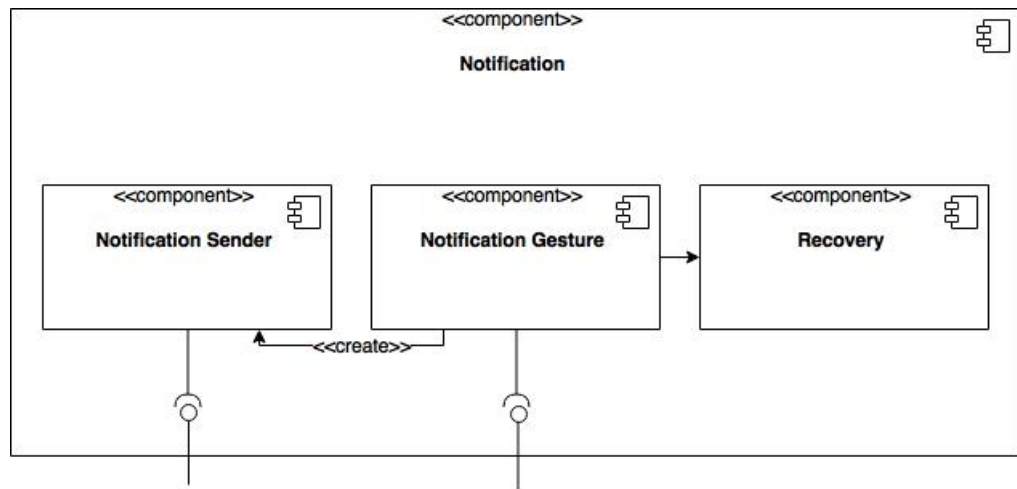 <<component>>
Notification
<<component>>
Notification Sender
<<component>>
Notification Gesture
<<component>>
Recovery
<<create>>